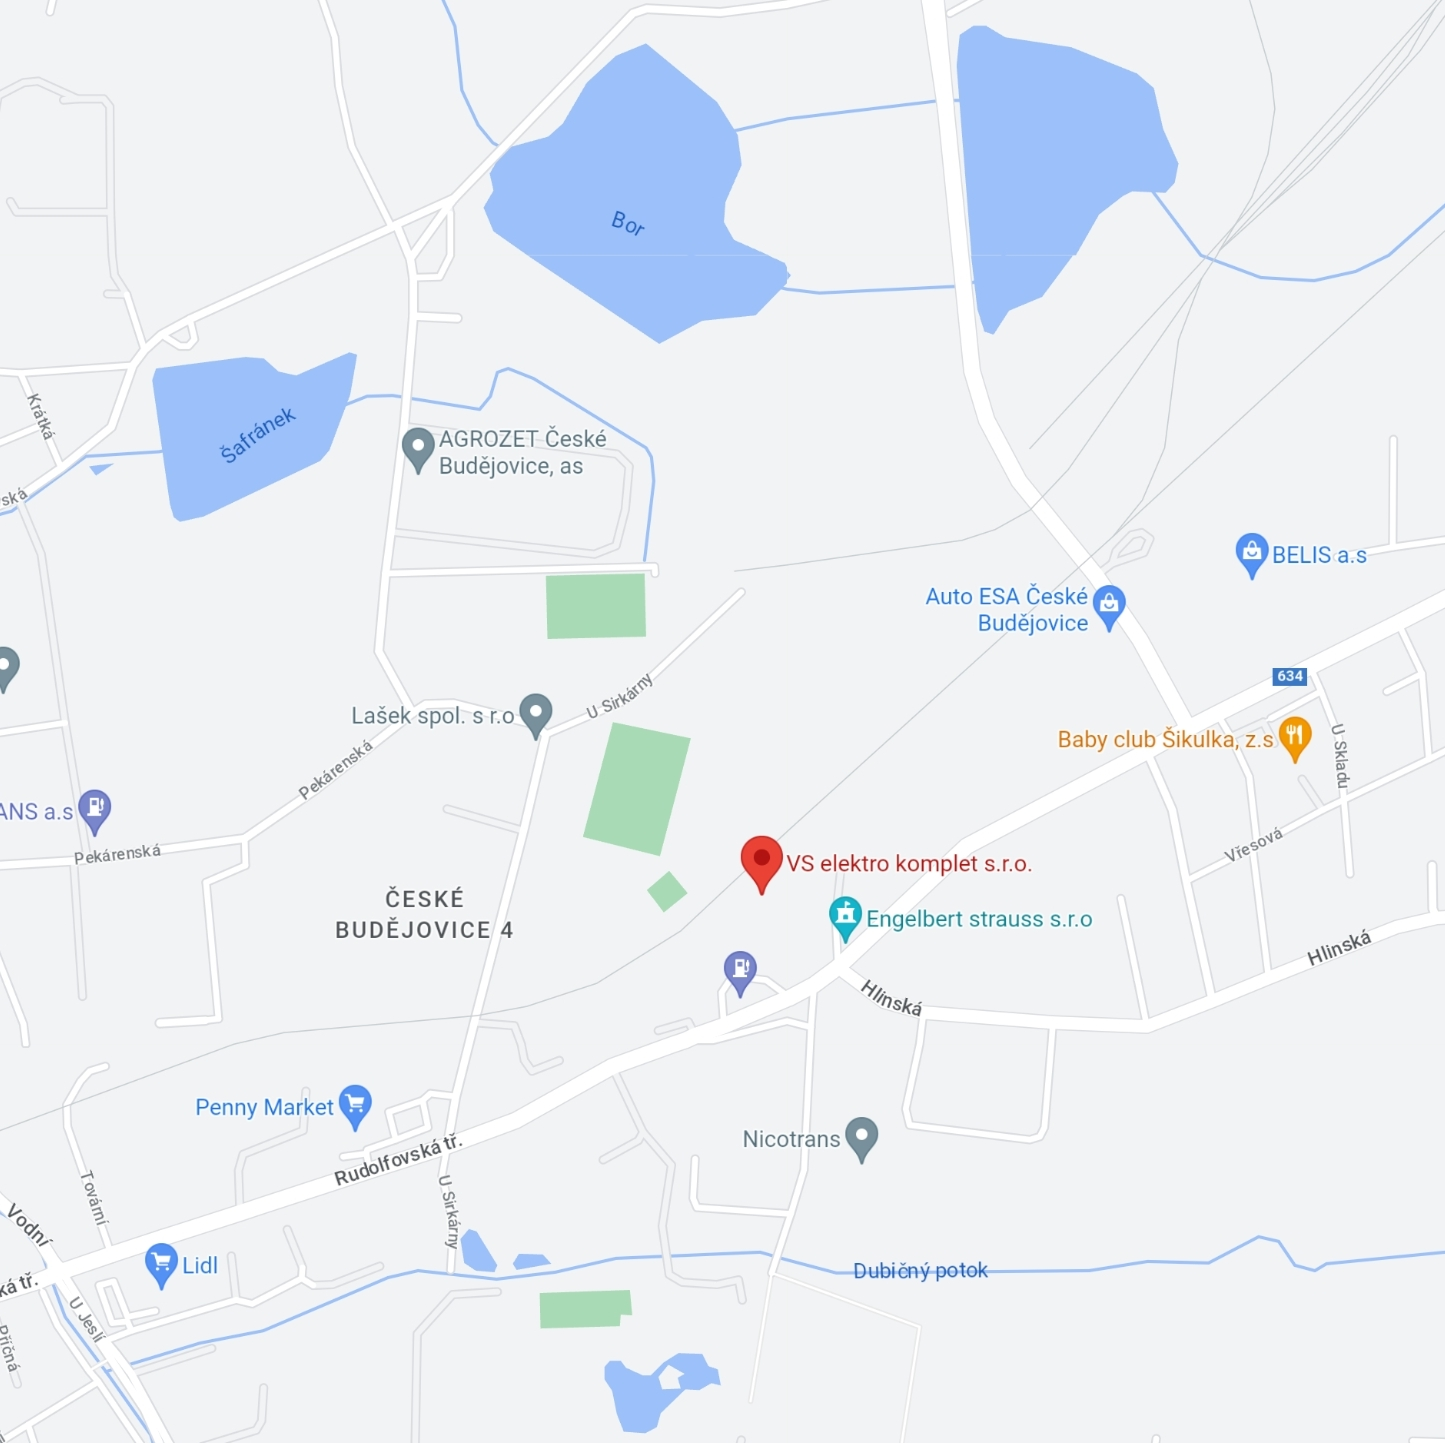 Bor
Šafránek
Krátká
ská
AGROZET České
Budějovice, as
BELIS a.s
Auto ESA České
Budějovice
634
U Sirkárny
Lašek spol. s r.o
Baby club Šikulka, z.s
U Skladu
Pekárenská
ANS a.s
Pekárenská
Vřesová
VS elektro komplet s.r.o.
ČESKÉ
BUDĚJOVICE 4
Engelbert strauss s.r.o
Hlinská
Hlinská
Penny Market
Nicotrans
Rudolfovská tř.
Tovární
U Sirkárny
Vodní
Lidl
Dubičný potok
ká tř.
U Jeslí
Příčná